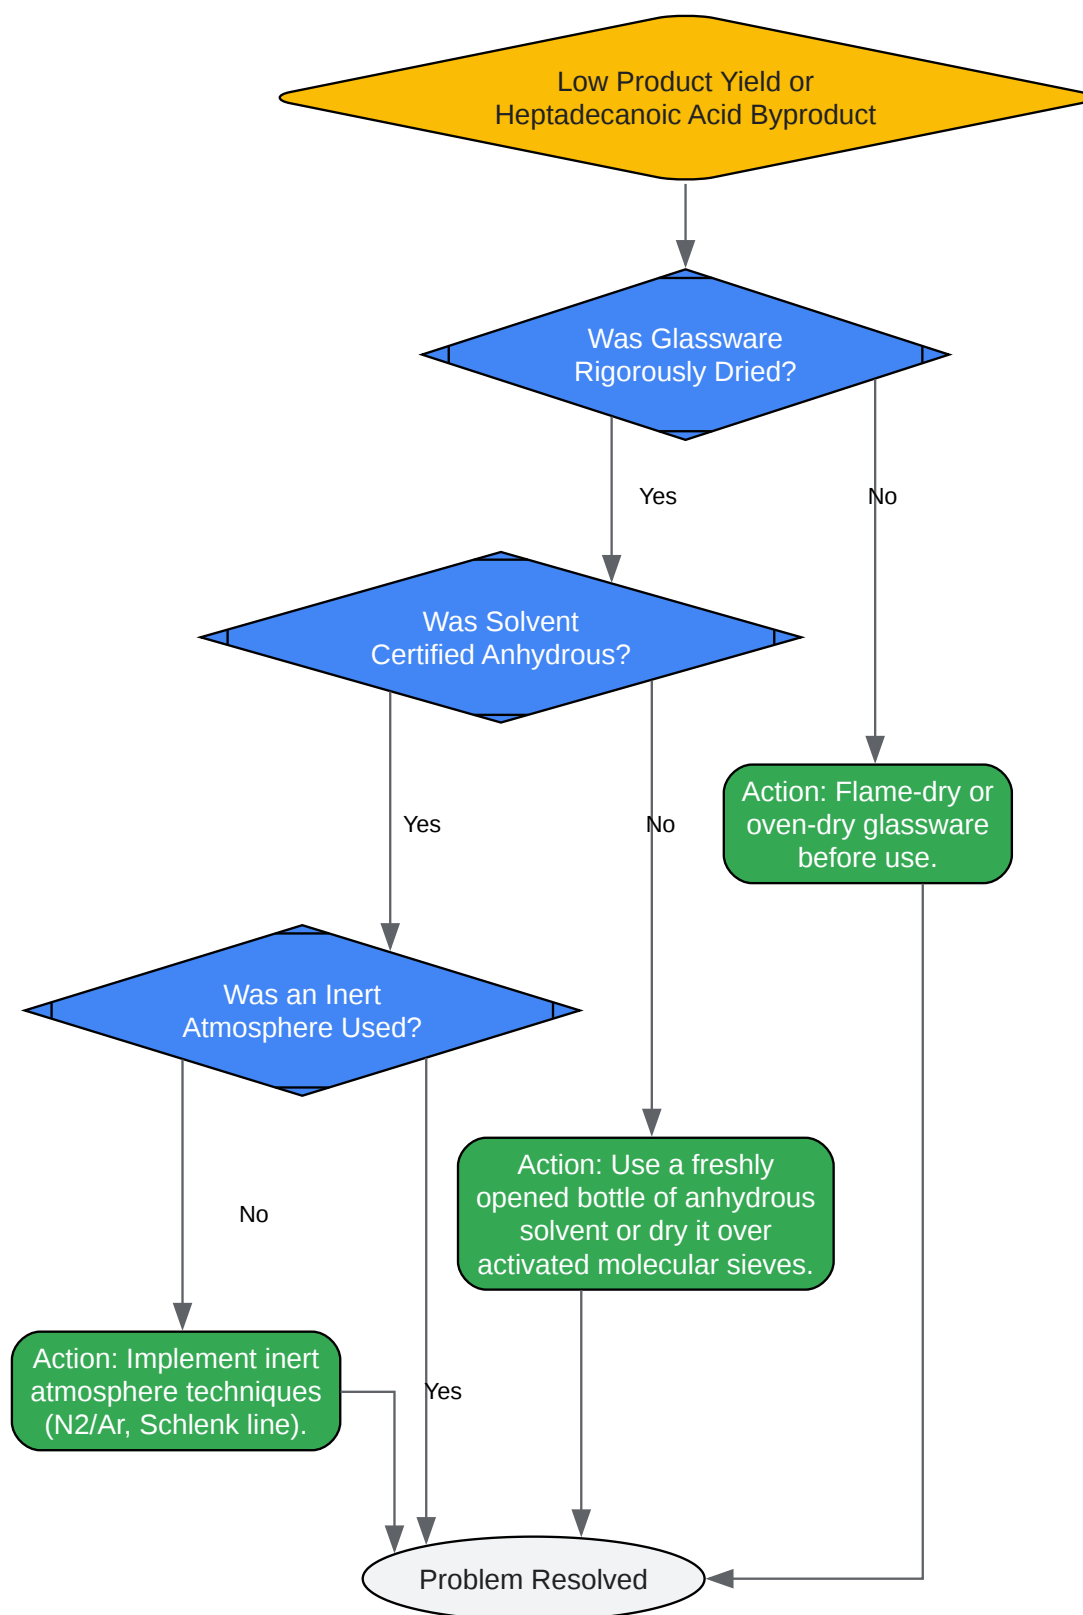 Low Product Yield or
Heptadecanoic Acid Byproduct
Was Glassware
Rigorously Dried?
Yes
No
Was Solvent
Certified Anhydrous?
Action: Flame-dry or
oven-dry glassware
before use.
Yes
No
Was an Inert
Atmosphere Used?
Action: Use a freshly
opened bottle of anhydrous
solvent or dry it over
activated molecular sieves.
No
Action: Implement inert
atmosphere techniques
(N2/Ar, Schlenk line).
Yes
Problem Resolved